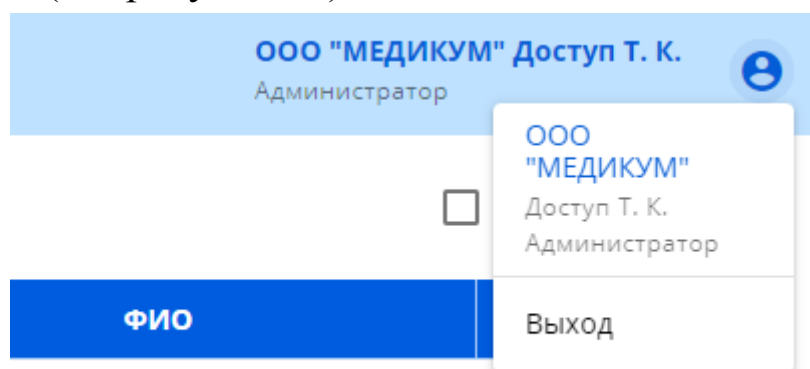 ООО "МЕДИКУМ" Доступ Т. К.
Администратор
ООО
"МЕДИКУМ"
Доступ Т. К.
Администратор
ФИО
Выход